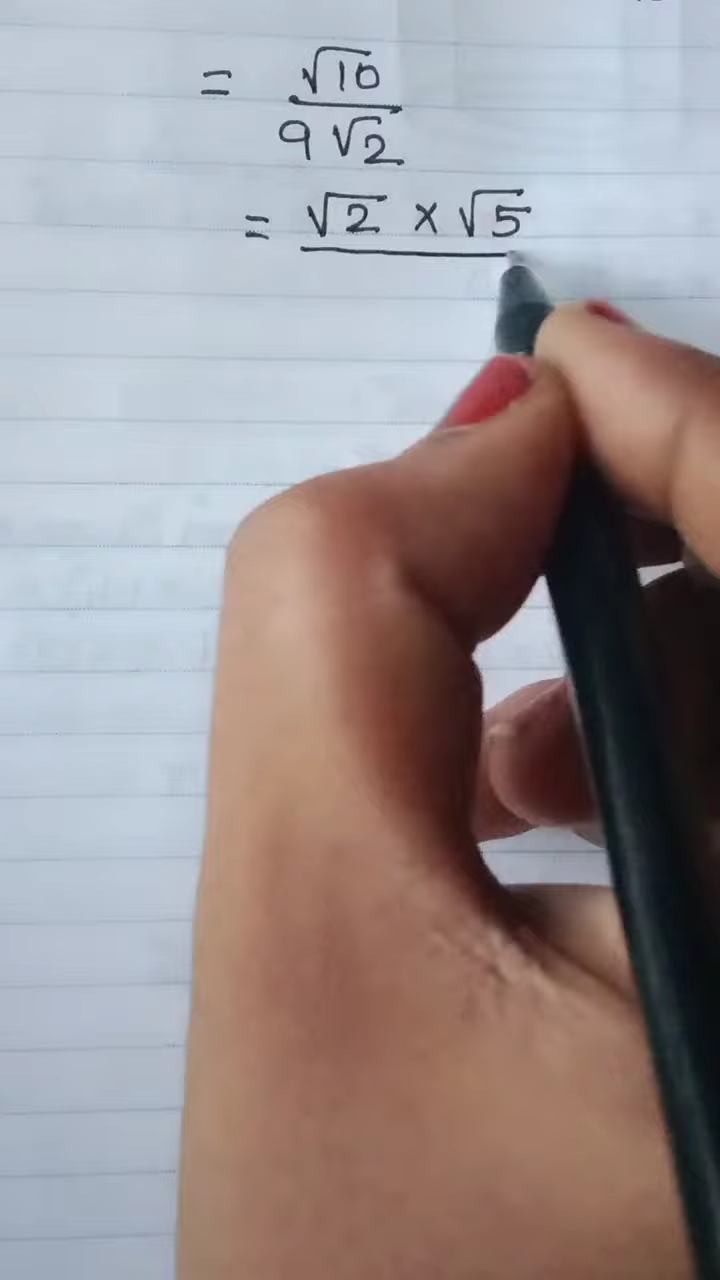 = √10 / 9√2
= √2 × √5